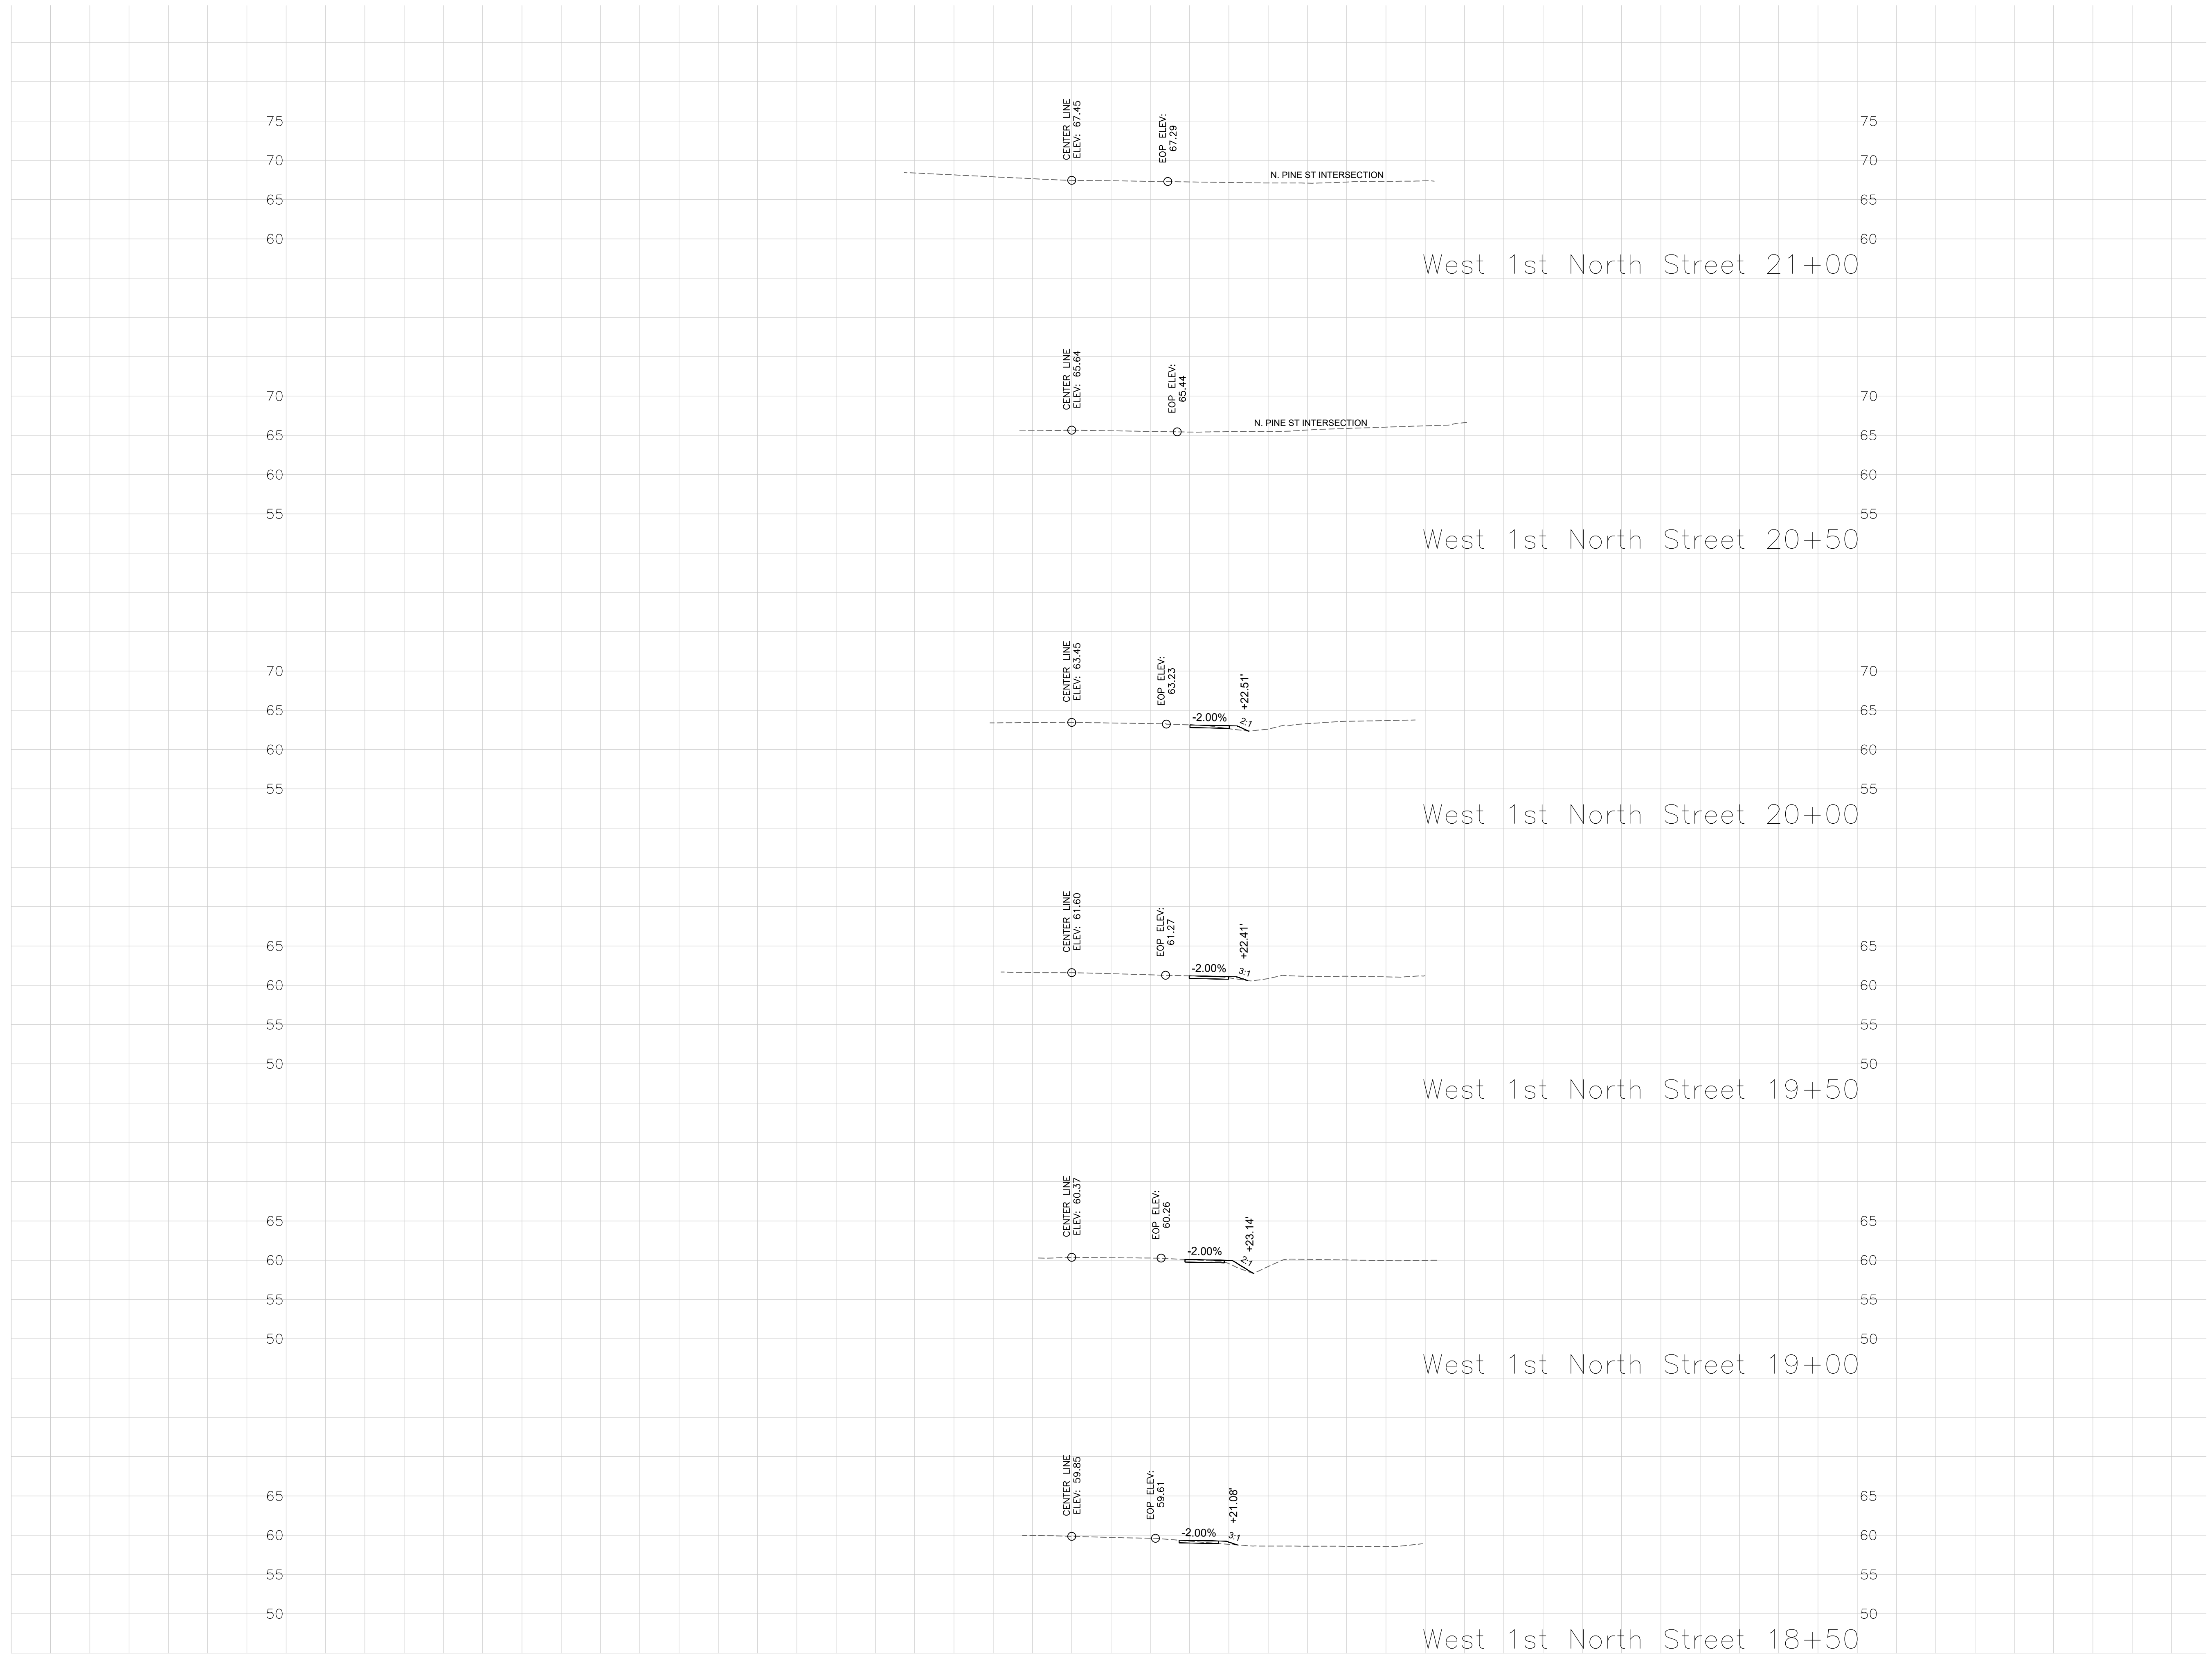 CENTER LINE
ELEV: 67.45
EOP ELEV:
67.29
75
75
70
70
N. PINE ST INTERSECTION
65
65
60
60
West 1st North Street 21+00
CENTER LINE
ELEV: 65.64
EOP ELEV:
65.44
70
70
N. PINE ST INTERSECTION
65
65
60
60
55
55
West 1st North Street 20+50
CENTER LINE
ELEV: 63.45
EOP ELEV:
63.23
+22.51'
70
70
-2.00%
2:1
65
65
60
60
55
55
West 1st North Street 20+00
CENTER LINE
ELEV: 61.60
EOP ELEV:
61.27
+22.41'
65
65
-2.00%
3:1
60
60
55
55
50
50
West 1st North Street 19+50
CENTER LINE
ELEV: 60.37
EOP ELEV:
60.26
+23.14'
65
65
-2.00%
2:1
60
60
55
55
50
50
West 1st North Street 19+00
CENTER LINE
ELEV: 59.85
EOP ELEV:
59.61
+21.08'
65
65
-2.00%
3:1
60
60
55
55
50
50
West 1st North Street 18+50